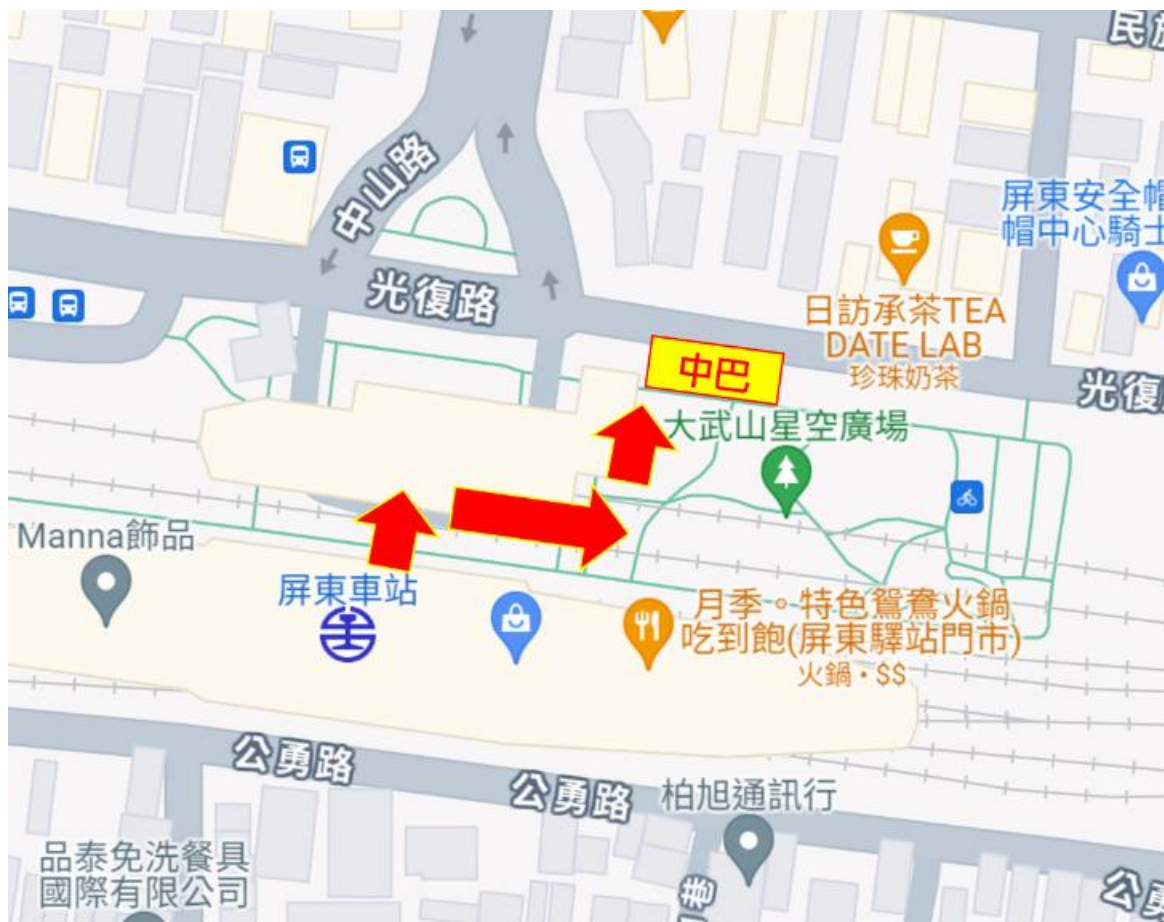 民
中山路
屏東安全帽
帽中心騎士
光復路
日訪承茶TEA
DATE LAB
珍珠奶茶
中巴
光復
大武山星空廣場
Manna飾品
屏東車站
月季。特色鴛鴦火鍋
吃到飽(屏東驛站門市)
火鍋・$$
公勇路
公勇路
柏旭通訊行
品泰免洗餐具
國際有限公司
巷
公勇